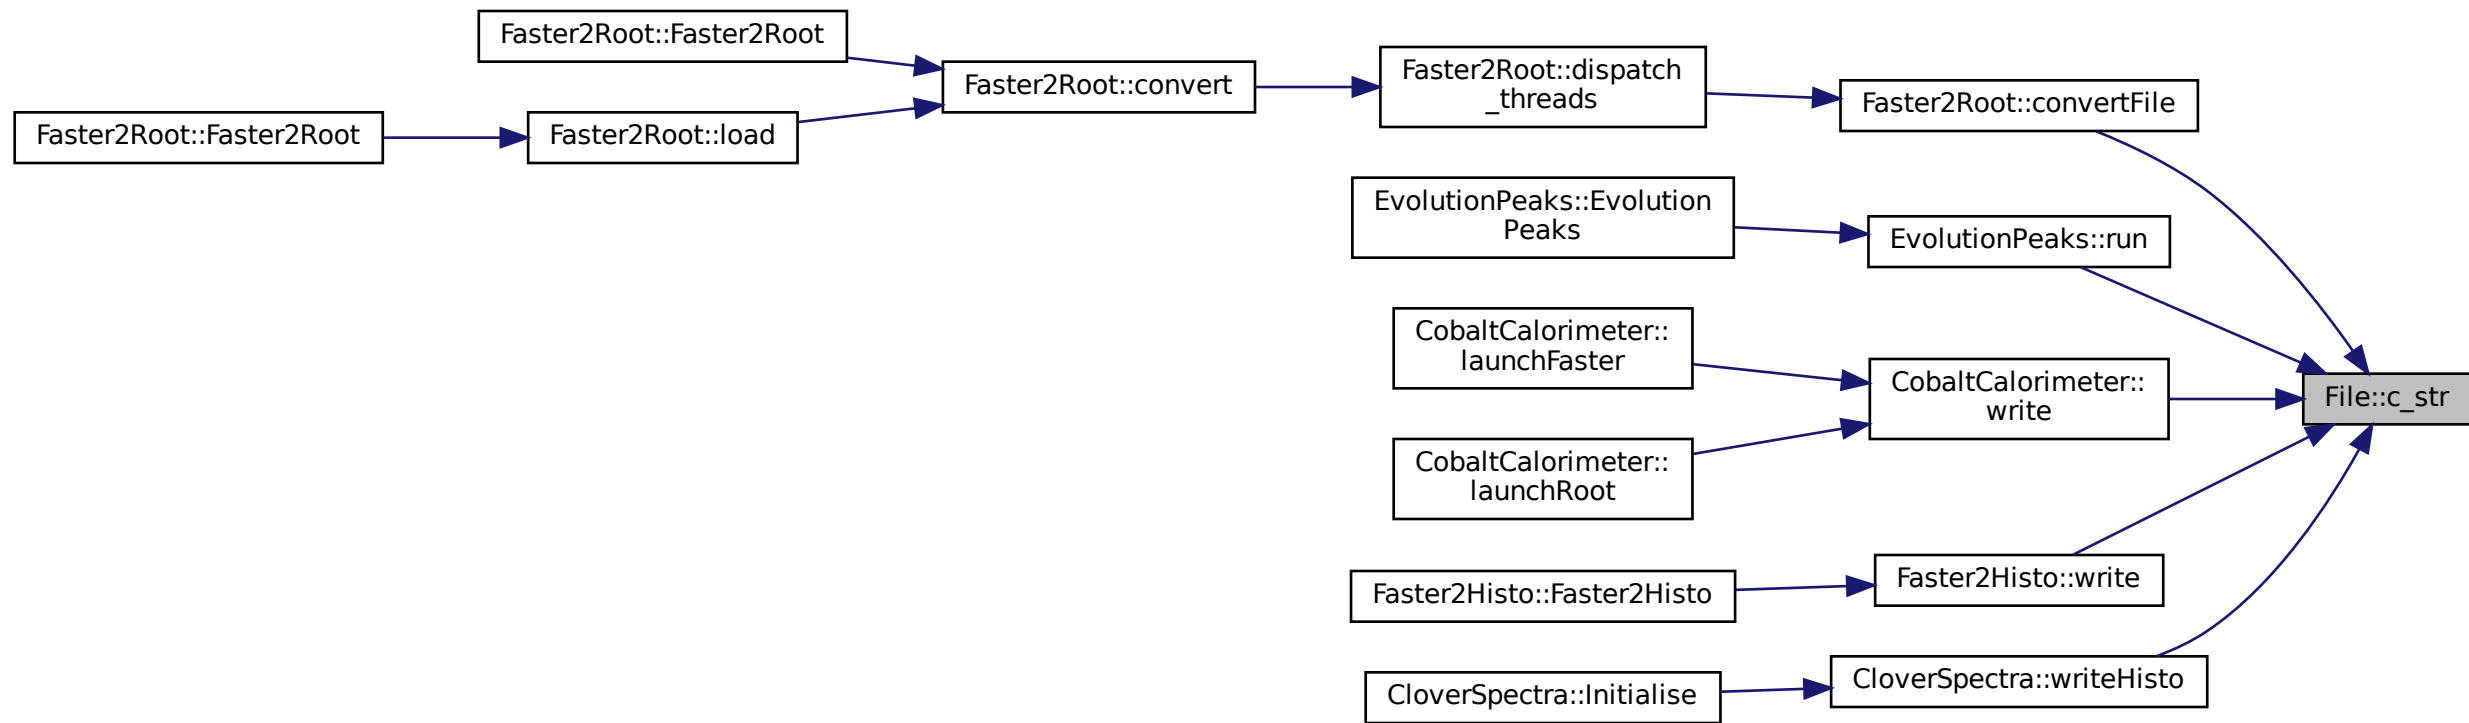 Faster2Root::Faster2Root
Faster2Root::Faster2Root
Faster2Root::load
Faster2Root::convert
Faster2Root::dispatch
_threads
Faster2Root::convertFile
EvolutionPeaks::Evolution
Peaks
EvolutionPeaks::run
CobaltCalorimeter::
launchFaster
CobaltCalorimeter::
write
File::c_str
CobaltCalorimeter::
launchRoot
Faster2Histo::Faster2Histo
Faster2Histo::write
CloverSpectra::Initialise
CloverSpectra::writeHisto